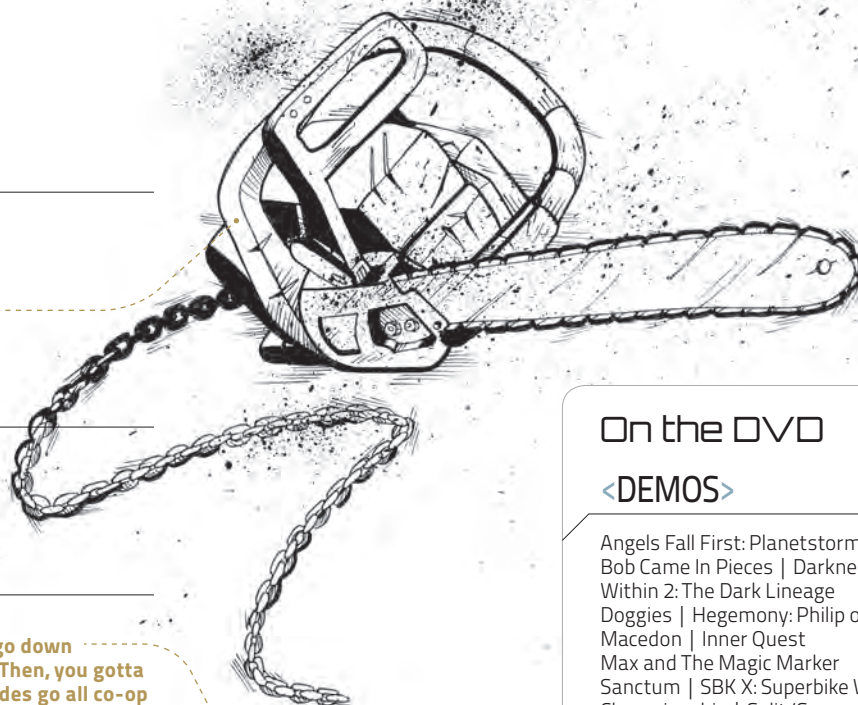 go down
Then, you gotta
des go all co-op
On the DVD
<DEMOS>
Angels Fall First: Planetstorm
Bob Came In Pieces | Darkne
Within 2: The Dark Lineage
Doggies | Hegemony: Philip o
Macedon | Inner Quest
Max and The Magic Marker
Sanctum | SBK X: Superbike W